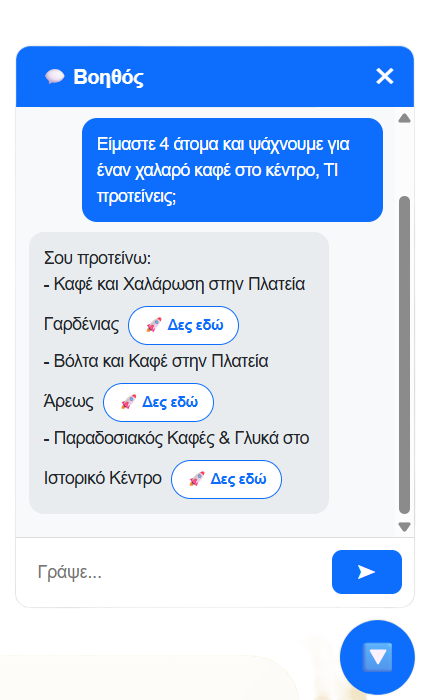 Βοηθός
Είμαστε 4 άτομα και ψάχνουμε για
έναν χαλαρό καφέ στο κέντρο, ΤΙ
προτείνεις;
Σου προτείνω:
- Καφέ και Χαλάρωση στην Πλατεία
Γαρδένιας 🚀 Δες εδώ
- Βόλτα και Καφέ στην Πλατεία
Άρεως 🚀 Δες εδώ
- Παραδοσιακός Καφές & Γλυκά στο
Ιστορικό Κέντρο 🚀 Δες εδώ
Γράψε...